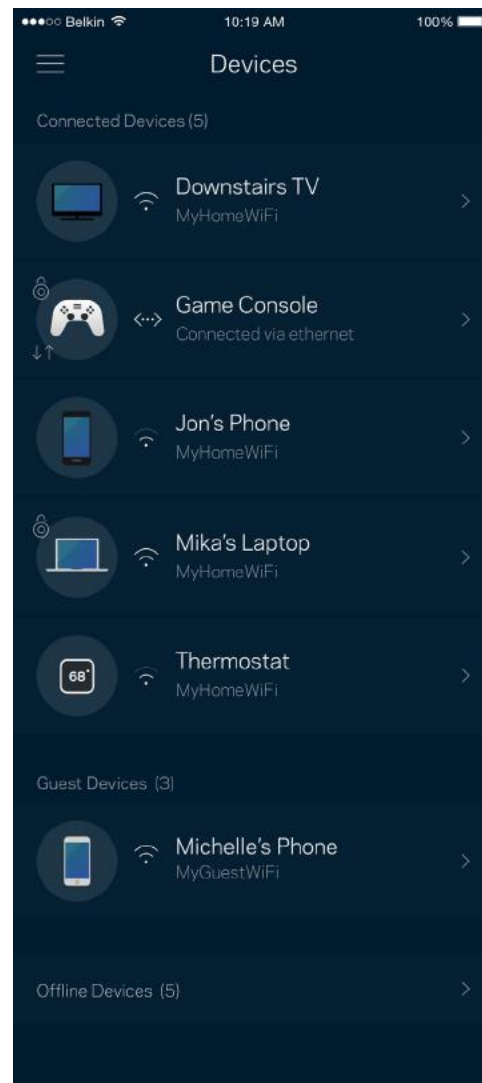 Belkin 10:19 AM 100%
Devices
Connected Devices (5)
Downstairs TV
MyHomeWiFi
Game Console
Connected via ethernet
Jon's Phone
MyHomeWiFi
Mika's Laptop
MyHomeWiFi
68°
Thermostat
MyHomeWiFi
Guest Devices (3)
Michelle's Phone
MyGuestWiFi
Offline Devices (5)